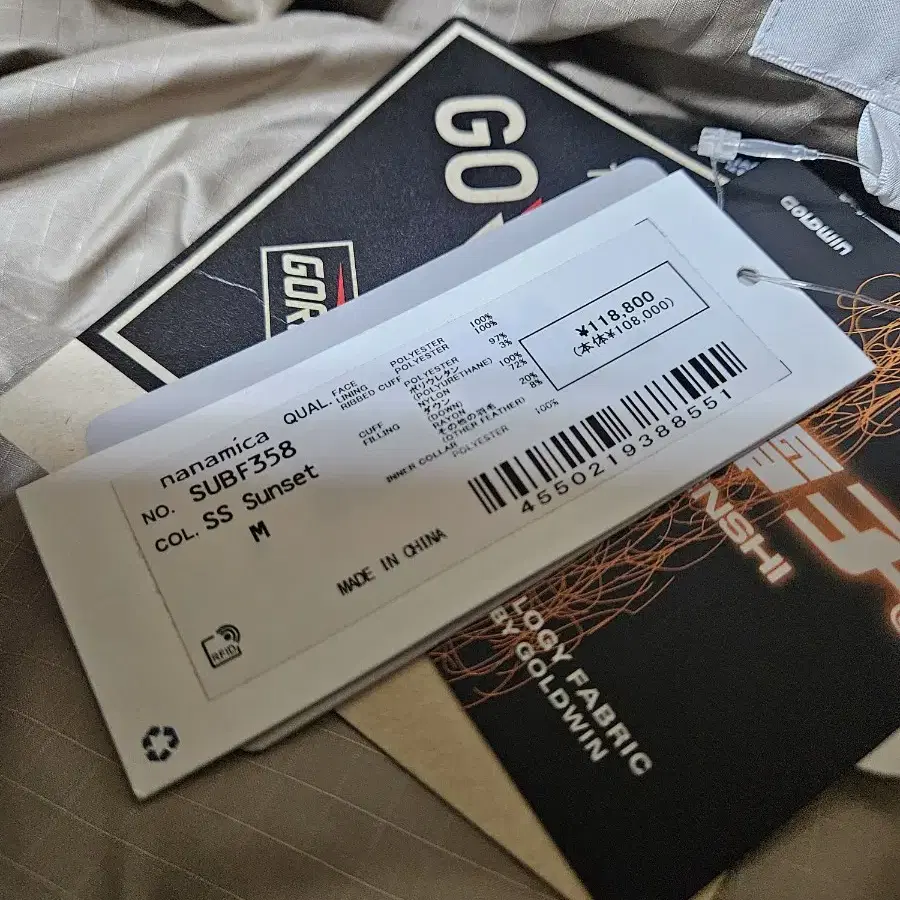 GO
GOR
GOLDWIN
nanamica
NO. SUBF358
COL. SS Sunset
M
QUAL. FACE POLYESTER 100%
LINING POLYESTER 100%
RIBBED CUFF POLYESTER 97%
ポリウレタン 3%
(POLYURETHANE)
CUFF NYLON 100%
FILLING ダウン 72%
(DOWN)
RAYON 20%
その他の羽毛 8%
(OTHER FEATHER)
INNER COLLAR POLYESTER 100%
¥118,800
(本体¥108,000)
4550219388551
MADE IN CHINA
RFID
NSHI
LOGY FABRIC
BY GOLDWIN